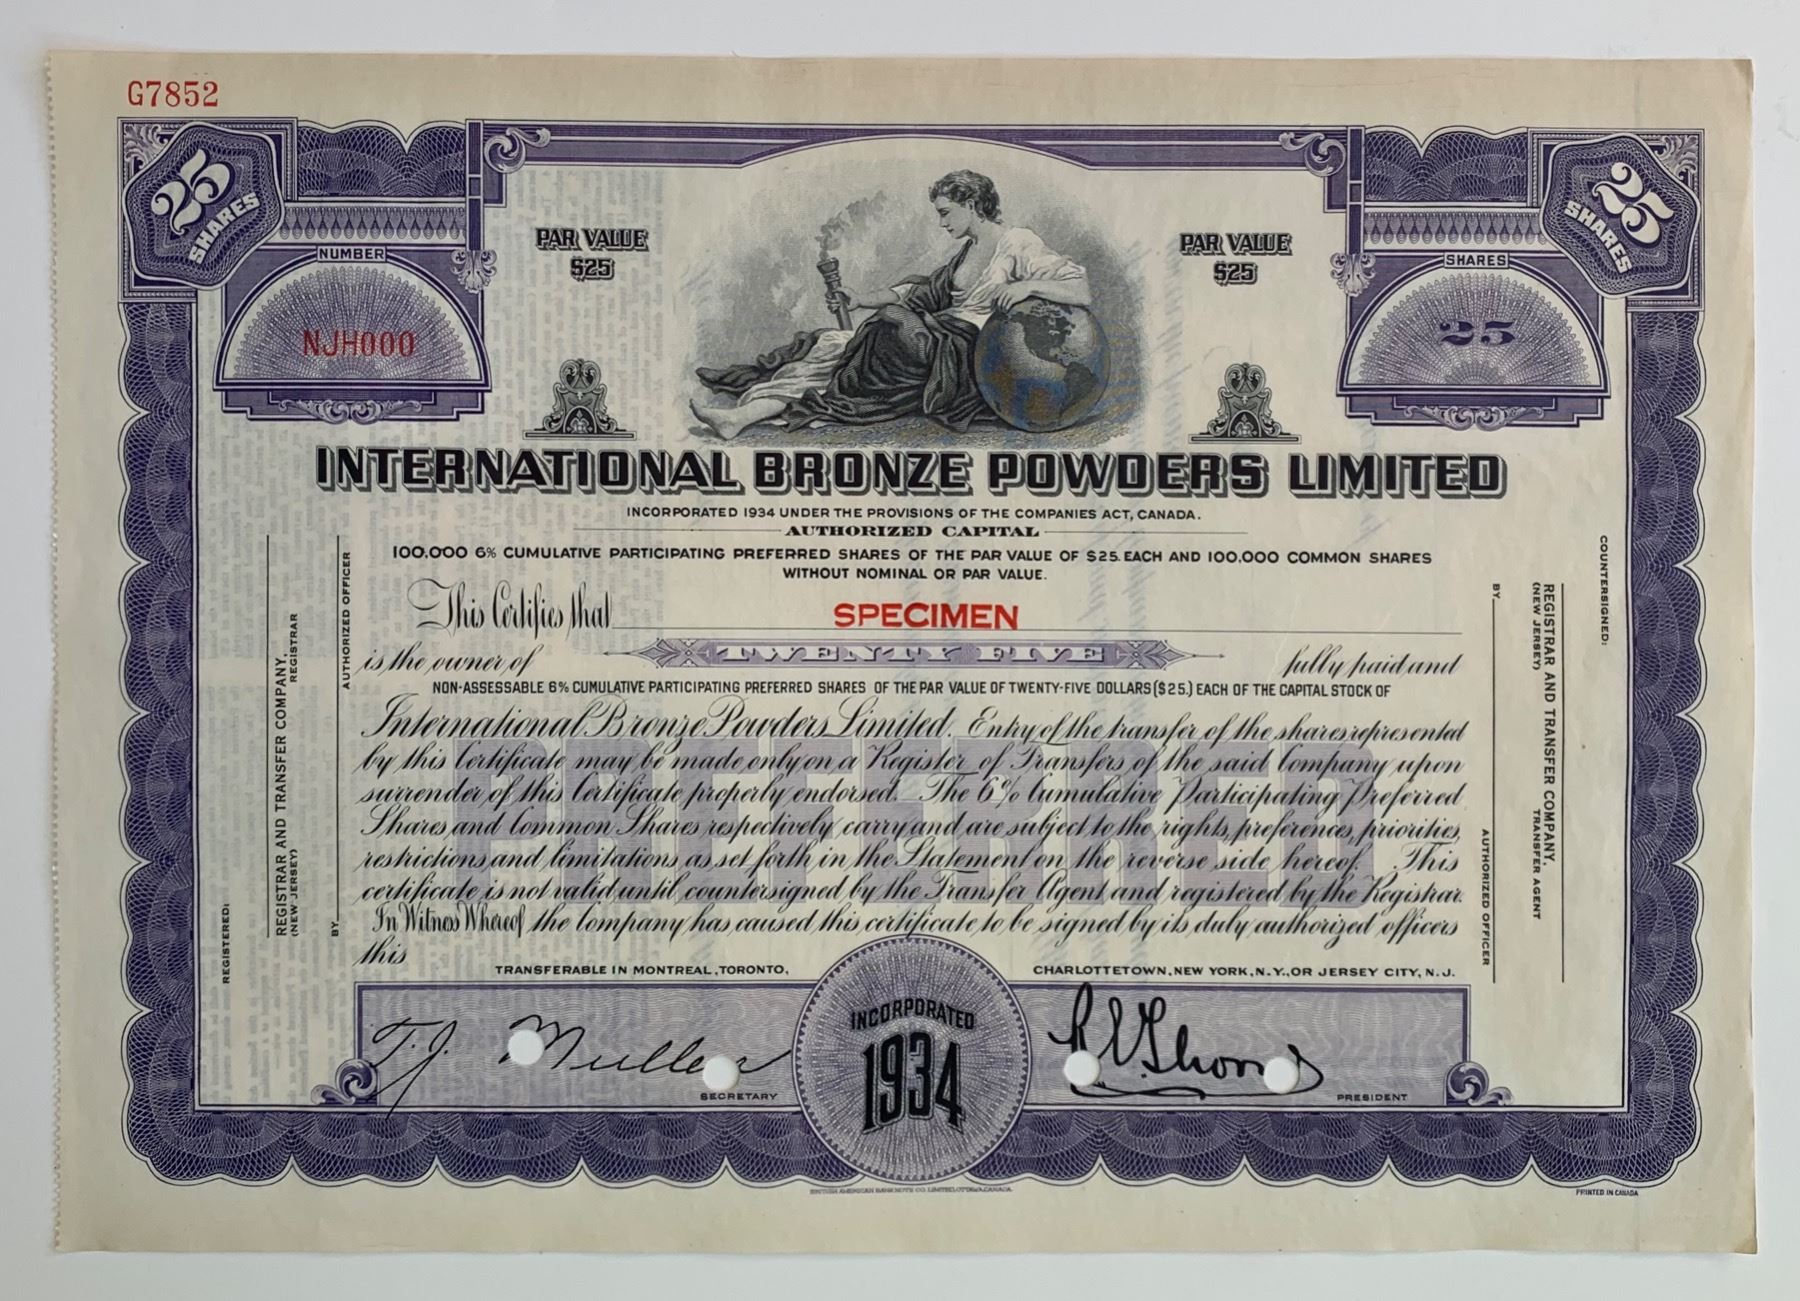 G7852
25 SHARES
25 SHARES
NUMBER
SHARES
PAR VALUE
$25
PAR VALUE
$25
NJH000
25
INTERNATIONAL BRONZE POWDERS LIMITED
INCORPORATED 1934 UNDER THE PROVISIONS OF THE COMPANIES ACT, CANADA.
AUTHORIZED CAPITAL
100,000 6% CUMULATIVE PARTICIPATING PREFERRED SHARES OF THE PAR VALUE OF $25. EACH AND 100,000 COMMON SHARES
WITHOUT NOMINAL OR PAR VALUE.
This Certifies that SPECIMEN
is the owner of TWENTY FIVE fully paid and
NON-ASSESSABLE 6% CUMULATIVE PARTICIPATING PREFERRED SHARES OF THE PAR VALUE OF TWENTY-FIVE DOLLARS ($25.) EACH OF THE CAPITAL STOCK OF
International Bronze Powders Limited. Entry of the transfer of the shares represented
by this Certificate may be made only on a Register of Transfers of the said Company upon
surrender of this Certificate properly endorsed. The 6% Cumulative Participating Preferred
Shares and Common Shares respectively carry and are subject to the rights, preferences, priorities,
restrictions and limitations, as set forth in the Statement on the reverse side hereof. This
certificate is not valid until countersigned by the Transfer Agent and registered by the Registrar.
In Witness Whereof the Company has caused this certificate to be signed by its duly authorized officers
this
PREFERRED
TRANSFERABLE IN MONTREAL, TORONTO,
CHARLOTTETOWN, NEW YORK, N.Y., OR JERSEY CITY, N.J.
REGISTERED:
REGISTRAR AND TRANSFER COMPANY,
(NEW JERSEY) REGISTRAR
BY AUTHORIZED OFFICER
COUNTERSIGNED:
REGISTRAR AND TRANSFER COMPANY,
(NEW JERSEY) TRANSFER AGENT
BY AUTHORIZED OFFICER
T. J. Muller
SECRETARY
INCORPORATED
1934
PRESIDENT
BRITISH AMERICAN BANK NOTE CO. LIMITED, OTTAWA, CANADA.
PRINTED IN CANADA